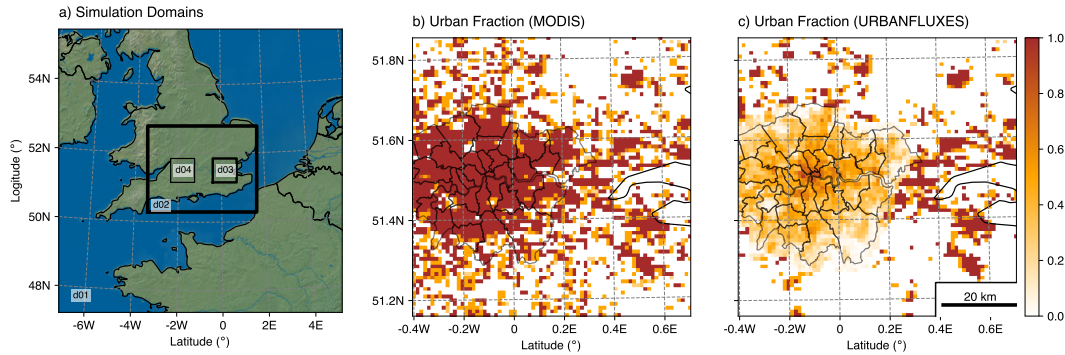 a) Simulation Domains
b) Urban Fraction (MODIS)
c) Urban Fraction (URBANFLUXES)
Logitude (°)
54N
52N
50N
48N
d04
d03
d02
d01
-6W
-4W
-2W
0
2E
4E
Latitude (°)
51.8N
51.6N
51.4N
51.2N
-0.4W
-0.2W
0
0.2E
0.4E
0.6E
Latitude (°)
20 km
-0.4W
-0.2W
0
0.2E
0.4E
0.6E
Latitude (°)
1.0
0.8
0.6
0.4
0.2
0.0